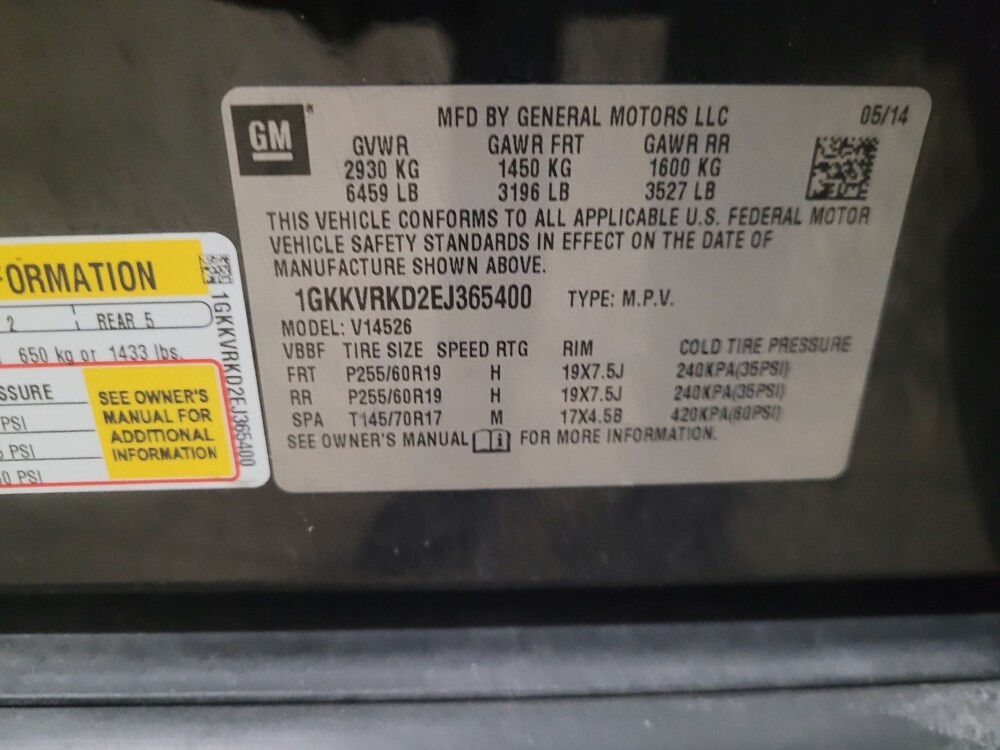 GM
MFD BY GENERAL MOTORS LLC 05/14
GVWR GAWR FRT GAWR RR
2930 KG 1450 KG 1600 KG
6459 LB 3196 LB 3527 LB
THIS VEHICLE CONFORMS TO ALL APPLICABLE U.S. FEDERAL MOTOR
VEHICLE SAFETY STANDARDS IN EFFECT ON THE DATE OF
MANUFACTURE SHOWN ABOVE.
1GKKVRKD2EJ365400 TYPE: M.P.V.
MODEL: V14526
VBBF TIRE SIZE SPEED RTG RIM COLD TIRE PRESSURE
FRT P255/60R19 H 19X7.5J 240KPA(35PSI)
RR P255/60R19 H 19X7.5J 240KPA(35PSI)
SPA T145/70R17 M 17X4.5B 420KPA(60PSI)
SEE OWNER'S MANUAL i FOR MORE INFORMATION.
ORMATION
2 REAR 5
650 kg or 1433 lbs.
SSURE
PSI
PSI
0 PSI
SEE OWNER'S
MANUAL FOR
ADDITIONAL
INFORMATION
1GKKVRKD2EJ365400